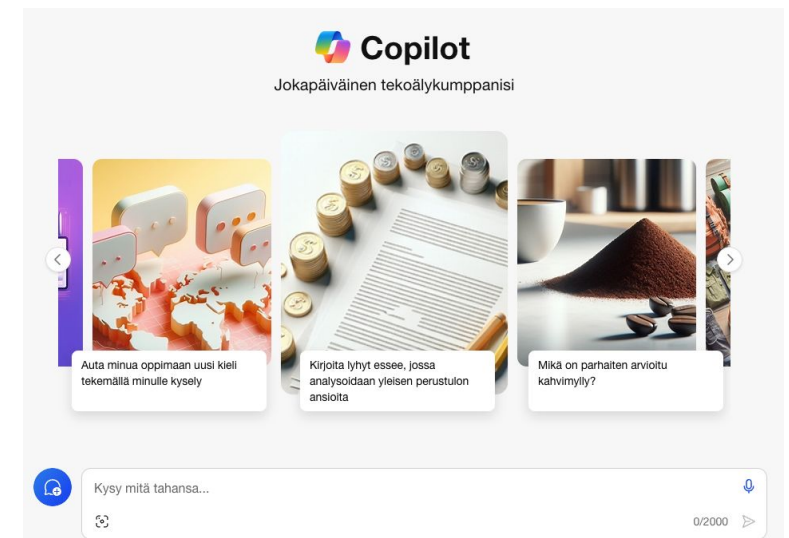 Copilot
Jokapäiväinen tekoälykumppanisi
Auta minua oppimaan uusi kieli
tekemällä minulle kysely
Kirjoita lyhyt essee, jossa
analysoidaan yleisen perustulon
ansioita
Mikä on parhaiten arvioitu
kahvimylly?
Kysy mitä tahansa...
0/2000